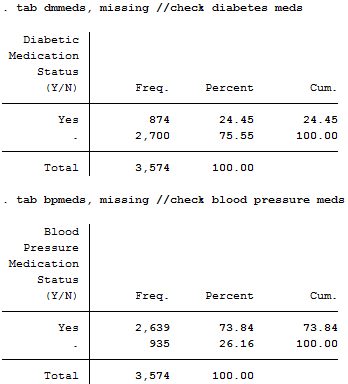 . tab dmmeds, missing //check diabetes meds
Diabetic
Medication
Status
(Y/N) Freq. Percent Cum.
Yes 874 24.45 24.45
. 2,700 75.55 100.00
Total 3,574 100.00
. tab bpmeds, missing //check blood pressure meds
Blood
Pressure
Medication
Status
(Y/N) Freq. Percent Cum.
Yes 2,639 73.84 73.84
. 935 26.16 100.00
Total 3,574 100.00